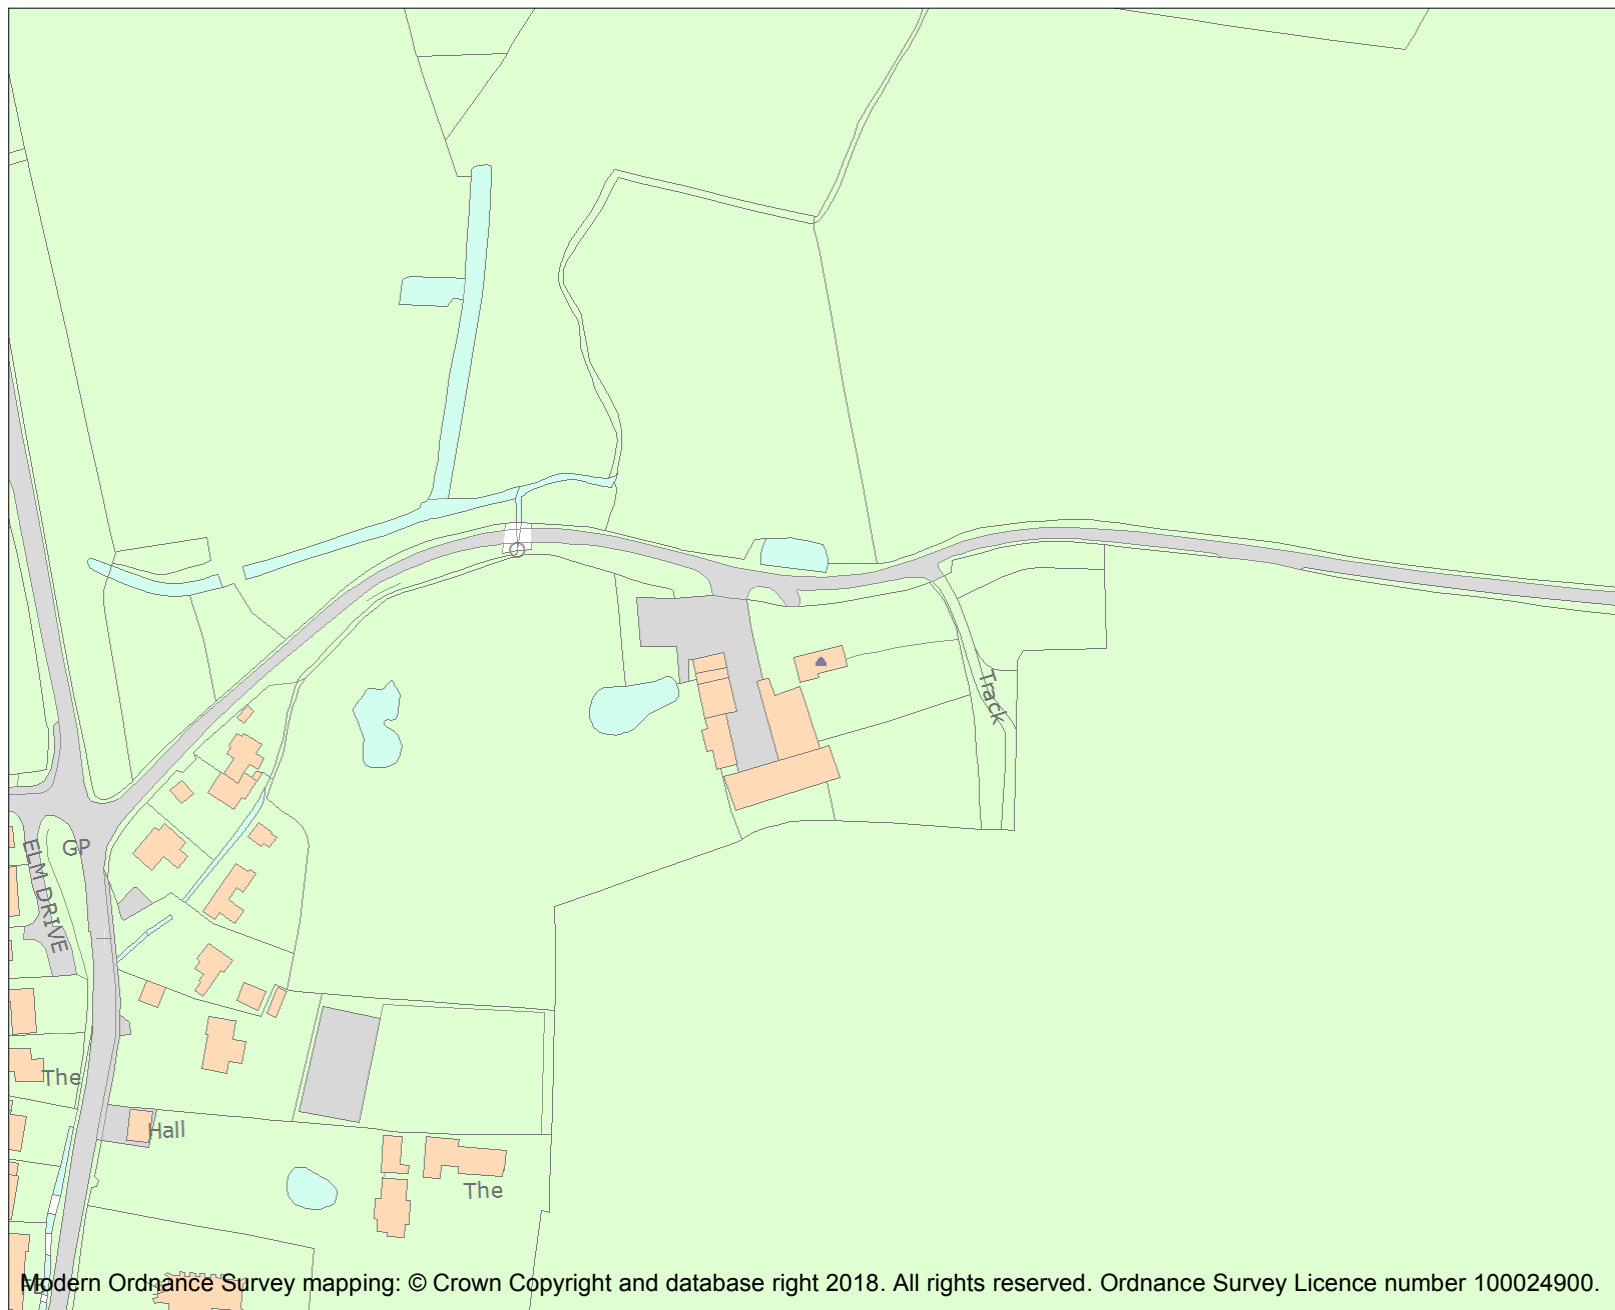 Track
GP
ELM DRIVE
The
Hall
The
Modern Ordnance Survey mapping: © Crown Copyright and database right 2018. All rights reserved. Ordnance Survey Licence number 100024900.